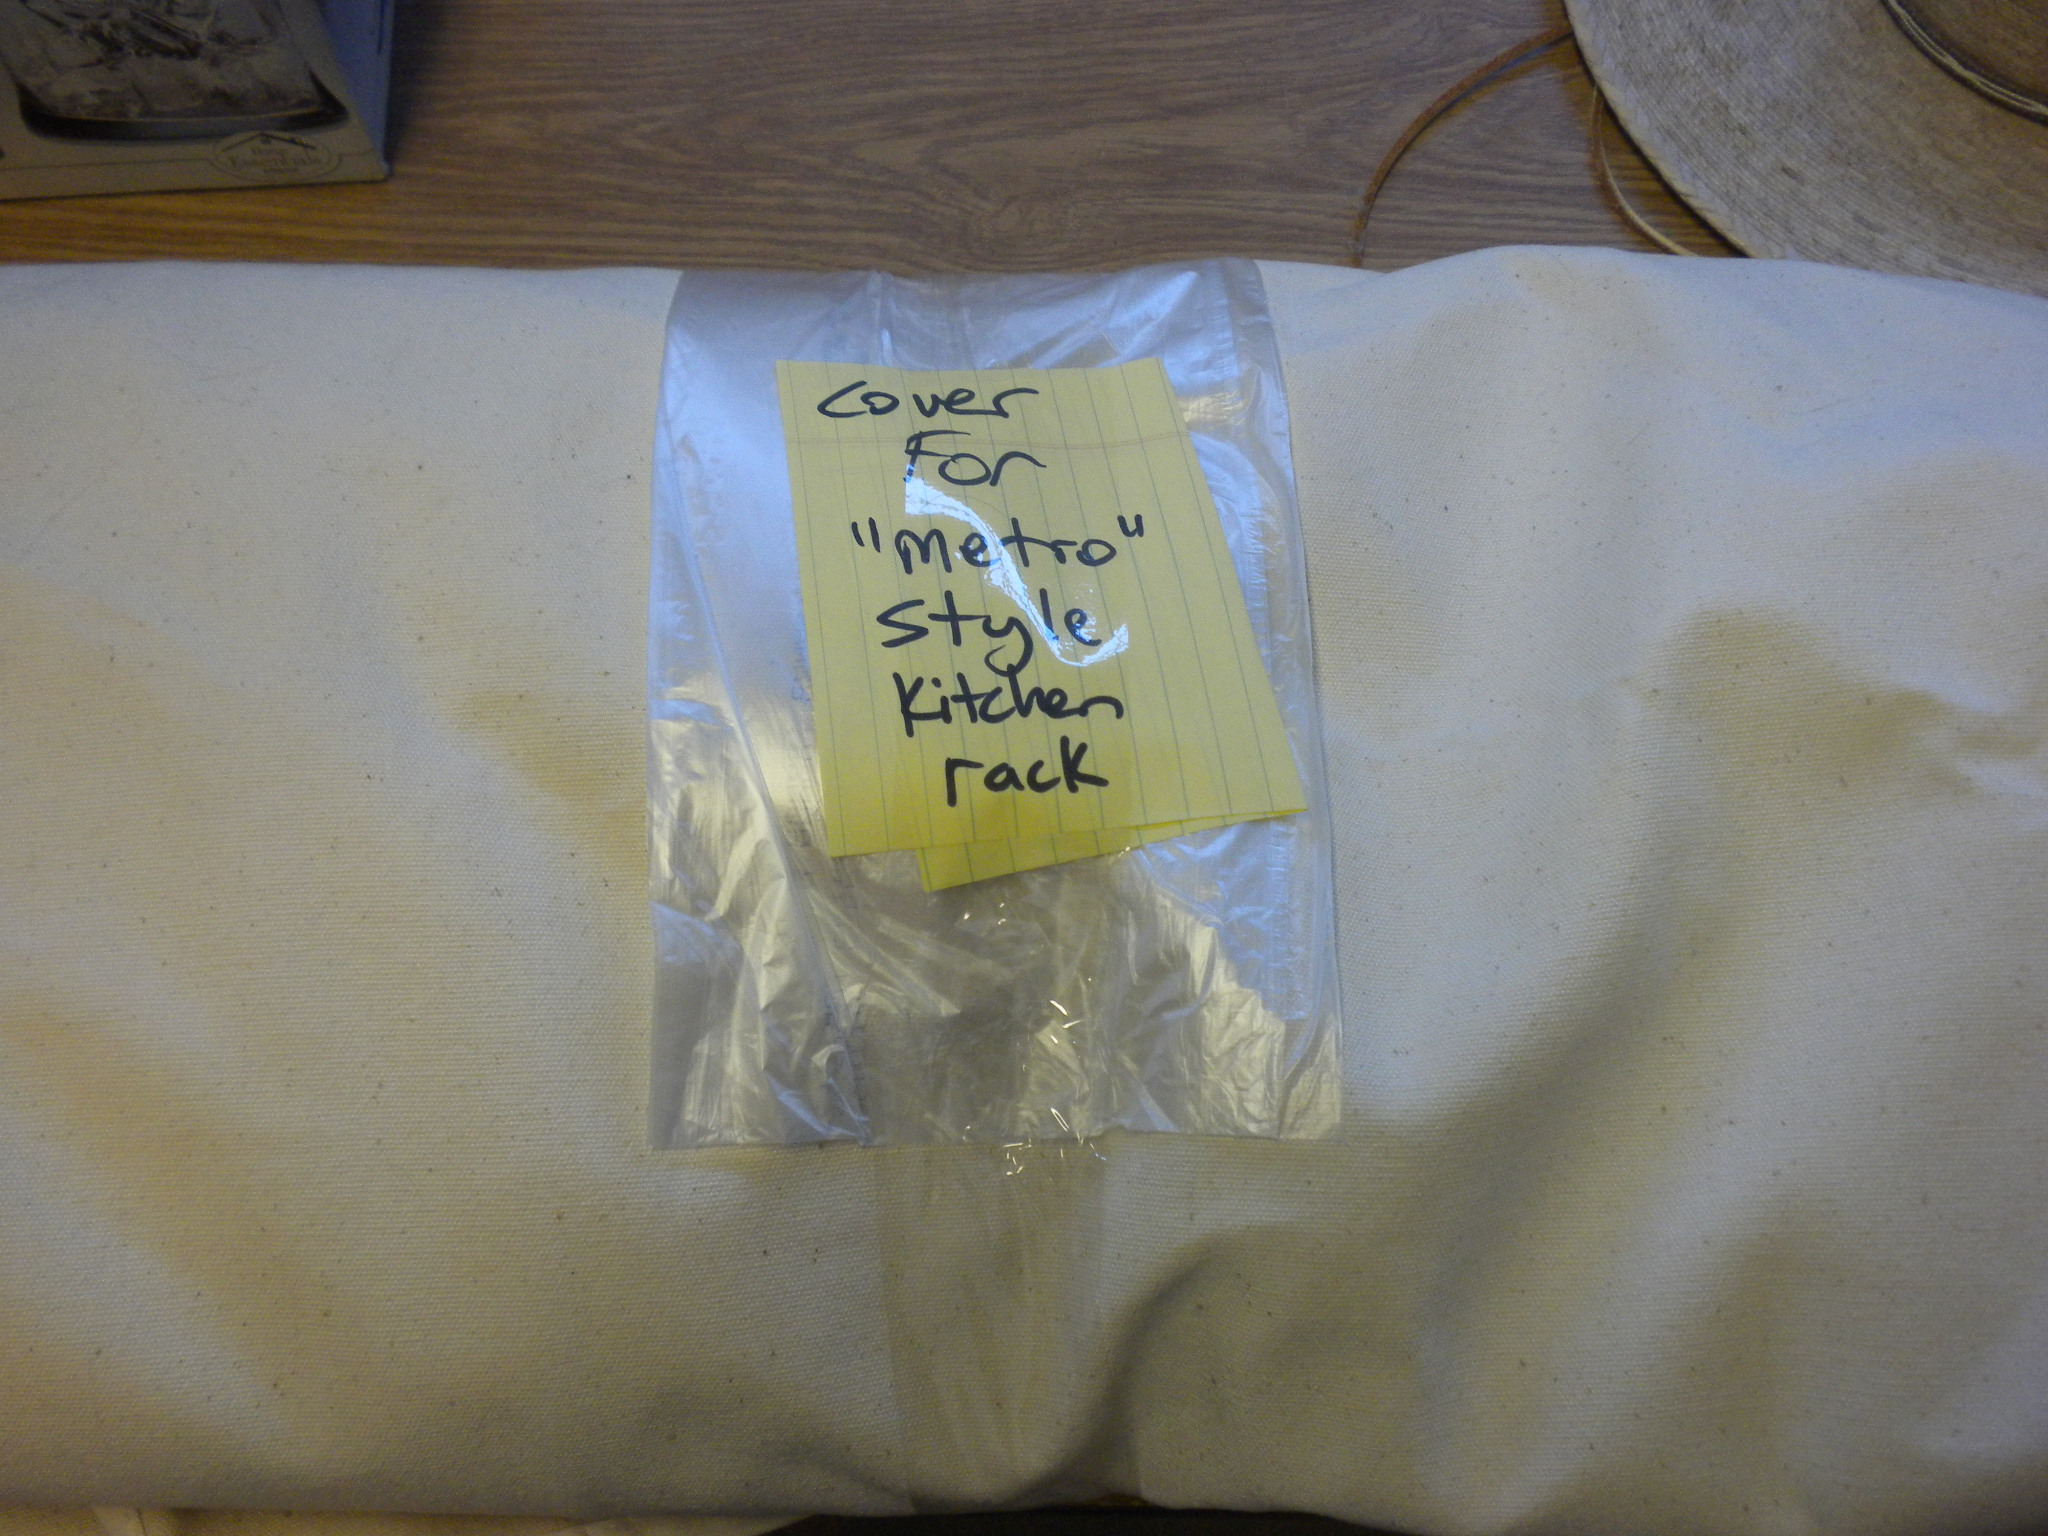 cover
For
"metro"
style
kitchen
rack